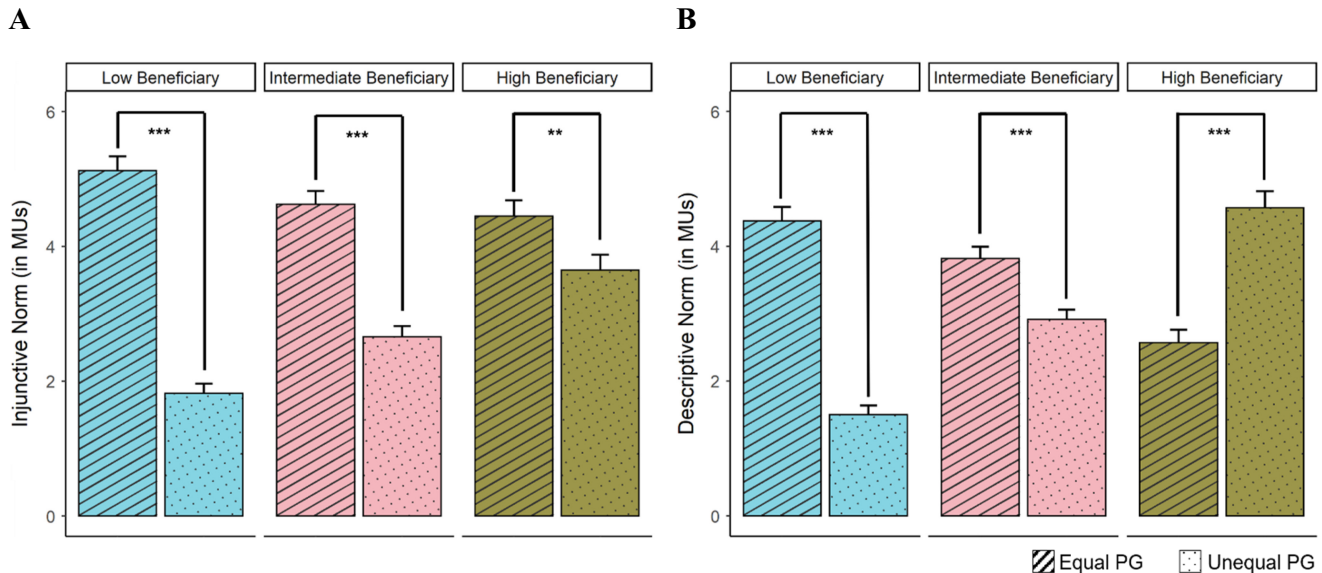 A
B
Low Beneficiary
Intermediate Beneficiary
High Beneficiary
Low Beneficiary
Intermediate Beneficiary
High Beneficiary
*** *** **
*** *** ***
Injunctive Norm (in MUs)
6
4
2
0
Descriptive Norm (in MUs)
6
4
2
0
Equal PG
Unequal PG